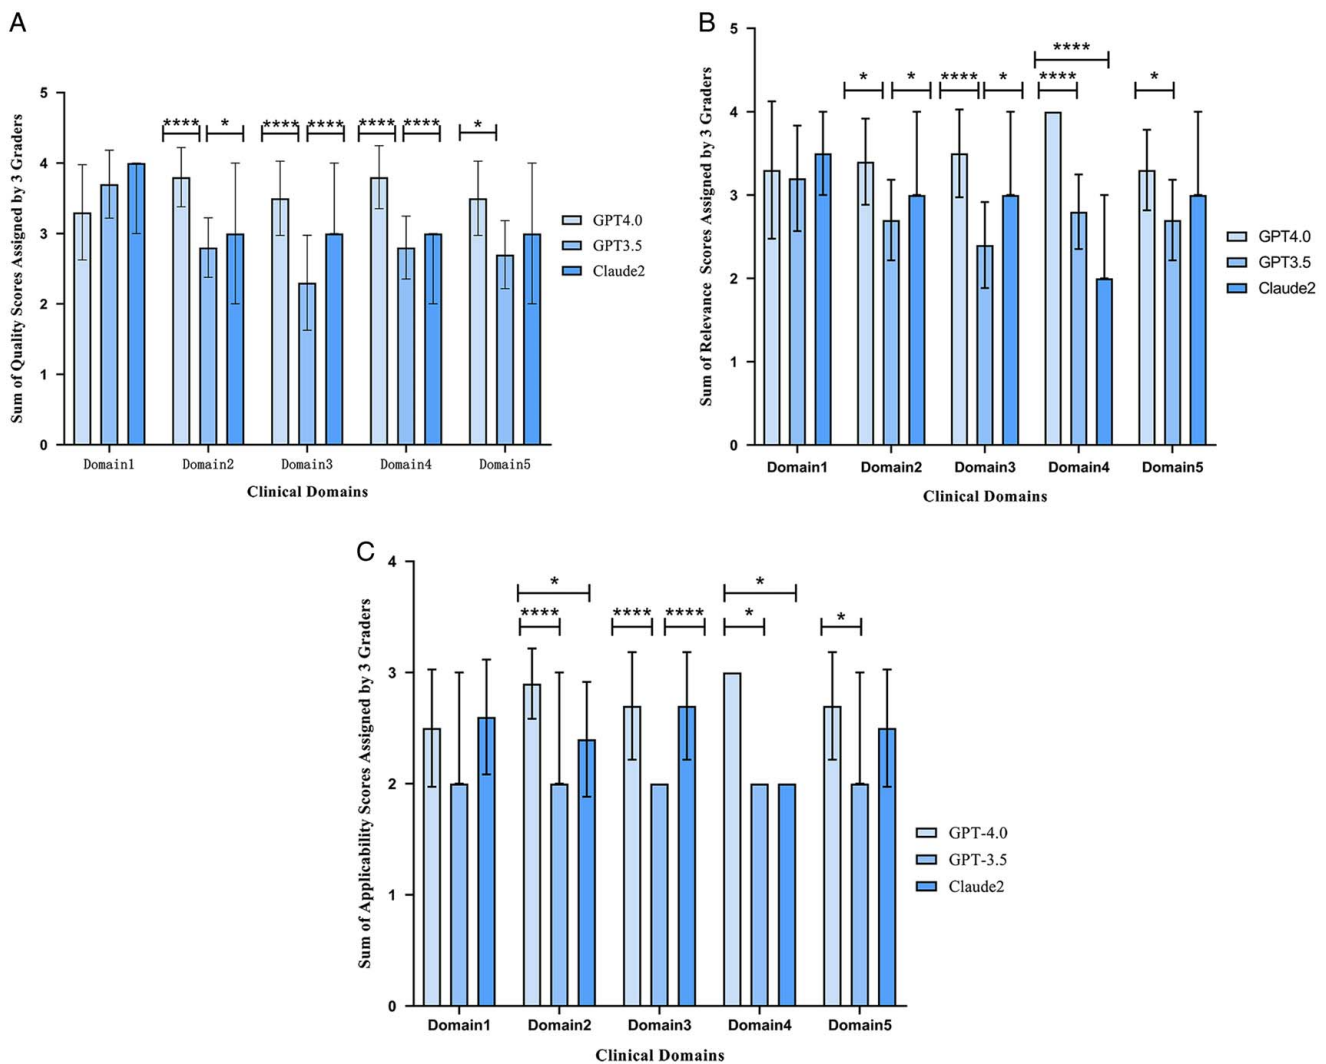 A
Sum of Quality Scores Assigned by 3 Graders
5
4
3
2
1
0
**** *
**** ****
**** ****
*
Domain1 Domain2 Domain3 Domain4 Domain5
Clinical Domains
GPT4.0
GPT3.5
Claude2
B
Sum of Relevance Scores Assigned by 3 Graders
5
4
3
2
1
0
* *
**** *
****
****
*
Domain1 Domain2 Domain3 Domain4 Domain5
Clinical Domains
GPT4.0
GPT3.5
Claude2
C
Sum of Applicability Scores Assigned by 3 Graders
4
3
2
1
0
*
****
**** ****
*
*
*
Domain1 Domain2 Domain3 Domain4 Domain5
Clinical Domains
GPT-4.0
GPT-3.5
Claude2